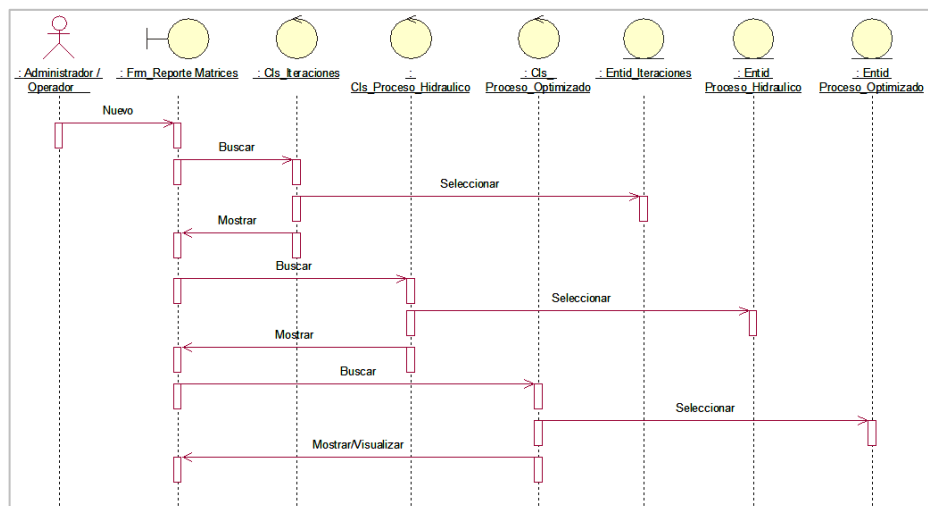 : Administrador /
Operador
: Frm_Reporte Matrices
: Cls_Iteraciones
:
Cls_Proceso_Hidraulico
: Cls_
Proceso_Optimizado
: Entid_Iteraciones
: Entid
Proceso_Hidraulico
: Entid
Proceso_Optimizado
Nuevo
Buscar
Seleccionar
Mostrar
Buscar
Seleccionar
Mostrar
Buscar
Seleccionar
Mostrar/Visualizar